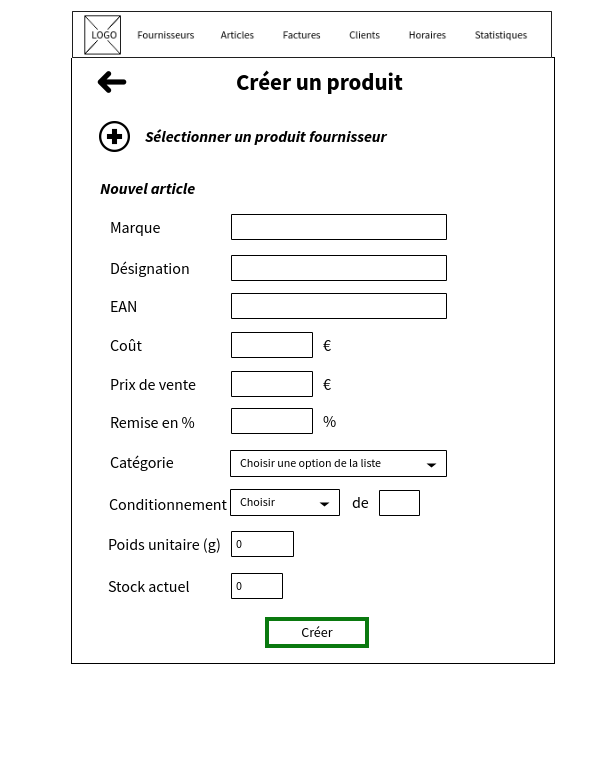 LOGO Fournisseurs Articles Factures Clients Horaires Statistiques
Créer un produit
Sélectionner un produit fournisseur
Nouvel article
Marque
Désignation
EAN
Coût €
Prix de vente €
Remise en % %
Catégorie Choisir une option de la liste
Conditionnement Choisir de
Poids unitaire (g) 0
Stock actuel 0
Créer